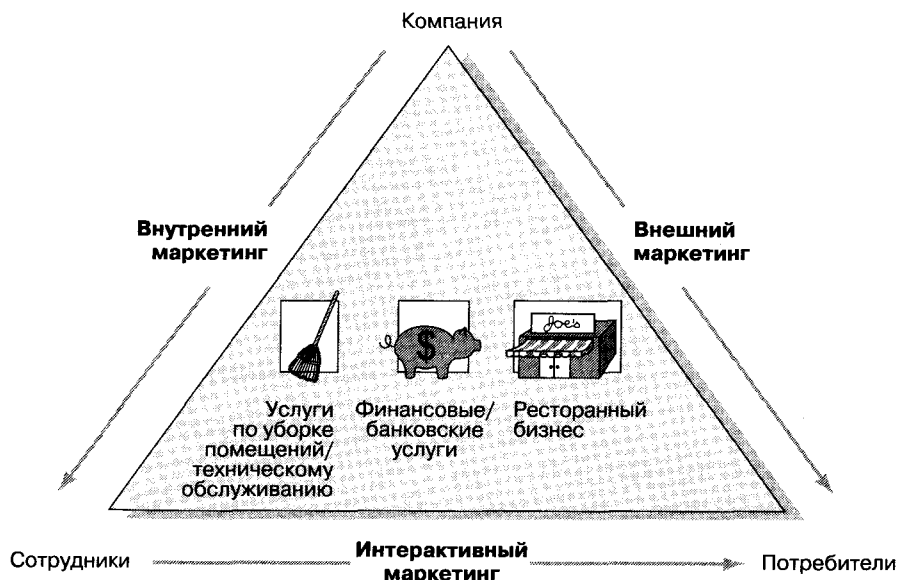 Компания
Внутренний
маркетинг
Внешний
маркетинг
$
Joe's
Услуги
по уборке
помещений/
техническому
обслуживанию
Финансовые/
банковские
услуги
Ресторанный
бизнес
Сотрудники
Интерактивный
маркетинг
Потребители